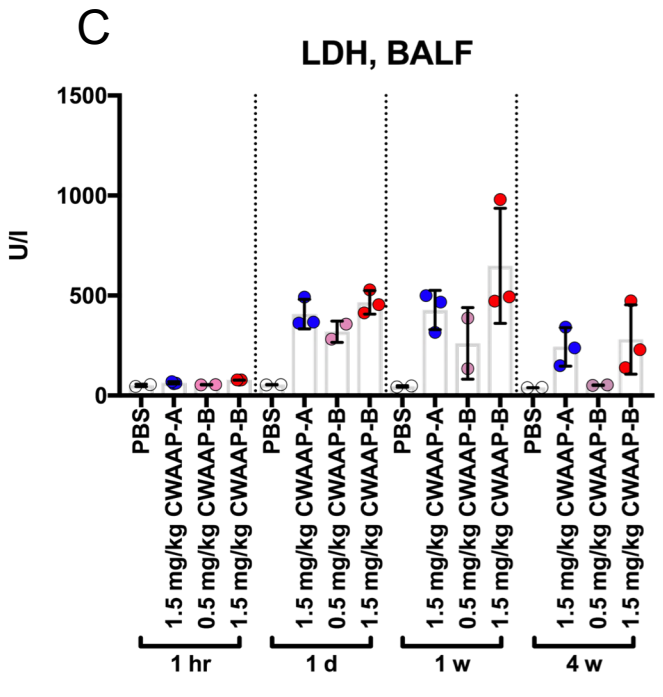 C
LDH, BALF
U/l
1500
1000
500
0
PBS
1.5 mg/kg CWAAP-A
0.5 mg/kg CWAAP-B
1.5 mg/kg CWAAP-B
PBS
1.5 mg/kg CWAAP-A
0.5 mg/kg CWAAP-B
1.5 mg/kg CWAAP-B
PBS
1.5 mg/kg CWAAP-A
0.5 mg/kg CWAAP-B
1.5 mg/kg CWAAP-B
PBS
1.5 mg/kg CWAAP-A
0.5 mg/kg CWAAP-B
1.5 mg/kg CWAAP-B
1 hr
1 d
1 w
4 w